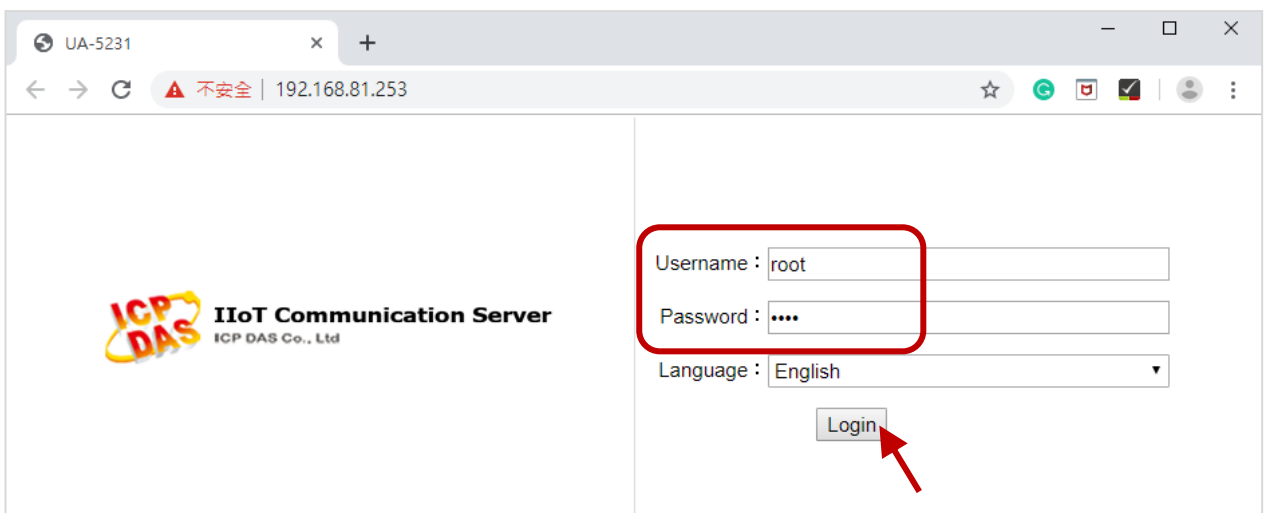 UA-5231
不安全 | 192.168.81.253
ICP DAS
IIoT Communication Server
ICP DAS Co., Ltd
Username：root
Password：••••
Language：English
Login